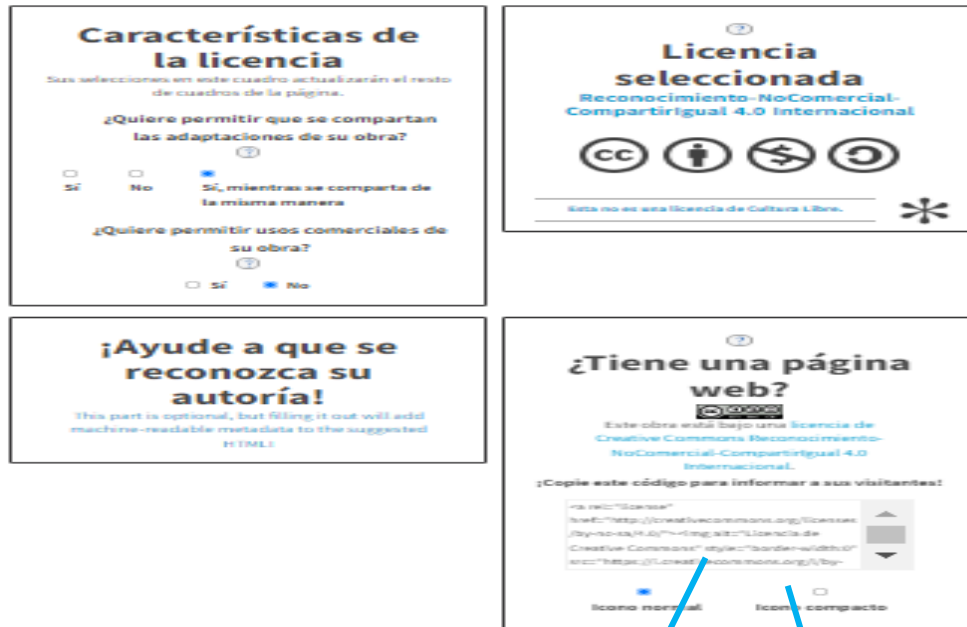 Características de
la licencia
Sus selecciones en este cuadro actualizarán el resto
de cuadros de la página.
¿Quiere permitir que se compartan
las adaptaciones de su obra?
?
Sí
No
Sí, mientras se comparta de
la misma manera
¿Quiere permitir usos comerciales de
su obra?
?
Sí
No
?
Licencia
seleccionada
Reconocimiento-NoComercial-
CompartirIgual 4.0 Internacional
cc
Esta no es una licencia de Cultura Libre.
¡Ayude a que se
reconozca su
autoría!
This part is optional, but filling it out will add
machine-readable metadata to the suggested
HTML!
?
¿Tiene una página
web?
Este obra está bajo una licencia de
Creative Commons Reconocimiento-
NoComercial-CompartirIgual 4.0
Internacional.
¡Copie este código para informar a sus visitantes!
<a rel="license"
href="http://creativecommons.org/licenses
/by-nc-sa/4.0/"><img alt="Licencia de
Creative Commons" style="border-width:0"
src="https://i.creativecommons.org/l/by-
Icono normal
Icono compacto